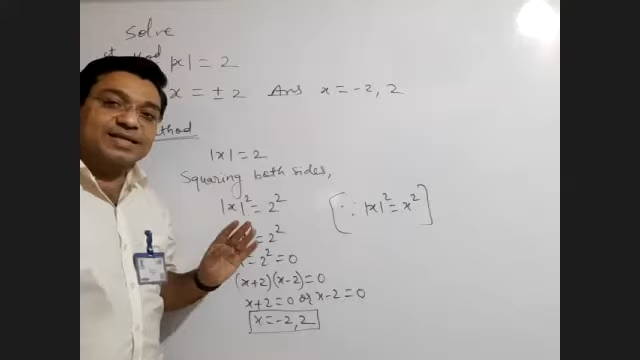 Solve
|x| = 2
x = ± 2 Ans x = -2, 2
|x| = 2
Squaring both sides,
|x|² = 2² [∵ |x|² = x²]
= 2²
- 2² = 0
(x+2)(x-2) = 0
x+2 = 0 or x-2 = 0
x = -2, 2